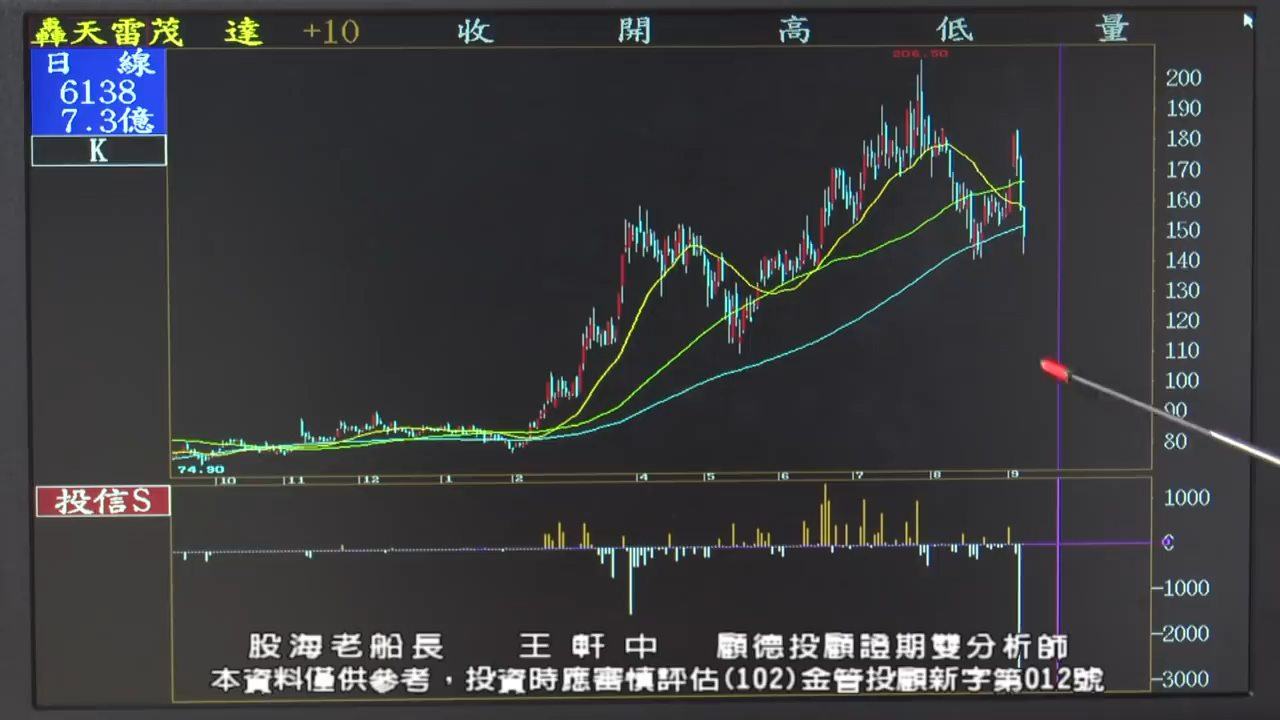 轟天雷茂 達 +10 收 開 高 低 量
日 線
6138
7.3億
K
206.50
200
190
180
170
160
150
140
130
120
110
100
90
80
74.90
10 11 12 1 2 4 5 6 7 8 9
投信S
1000
0
-1000
-2000
-3000
股海老船長 王軒中 顧德投顧證期雙分析師
本資料僅供參考，投資時應審慎評估(102)金管投顧新字第012號